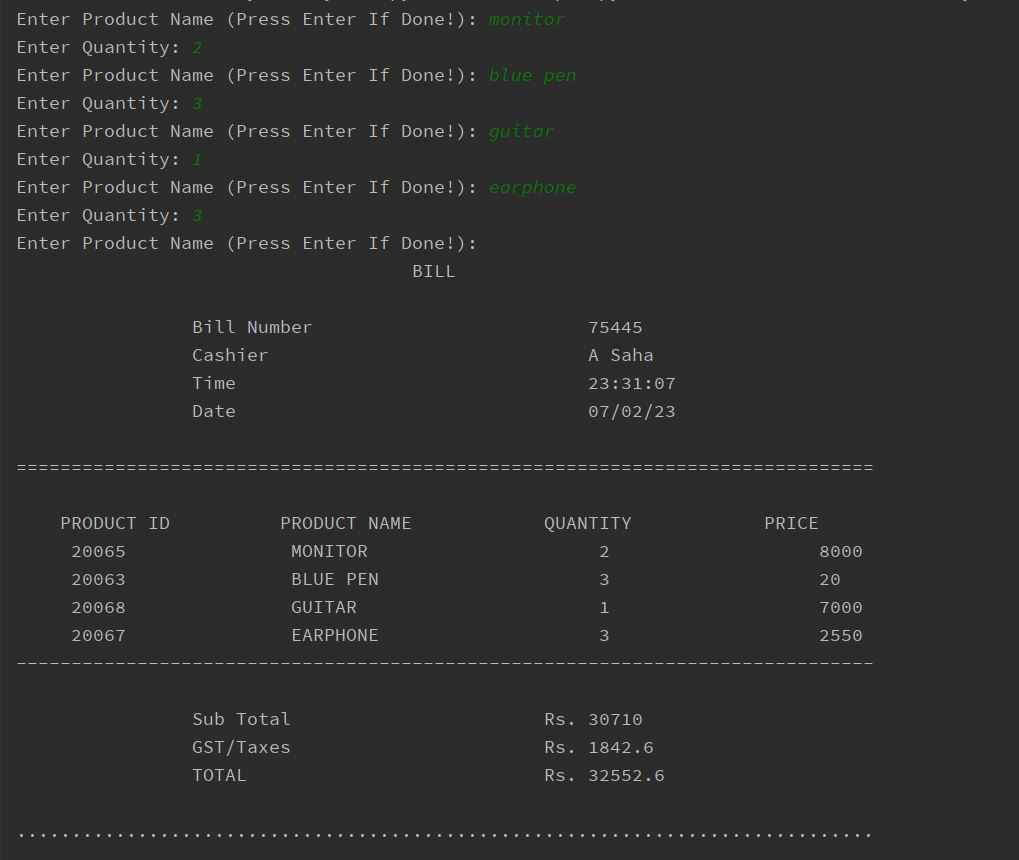 Enter Product Name (Press Enter If Done!): monitor
Enter Quantity: 2
Enter Product Name (Press Enter If Done!): blue pen
Enter Quantity: 3
Enter Product Name (Press Enter If Done!): guitar
Enter Quantity: 1
Enter Product Name (Press Enter If Done!): earphone
Enter Quantity: 3
Enter Product Name (Press Enter If Done!):
BILL
Bill Number 75445
Cashier A Saha
Time 23:31:07
Date 07/02/23
==============================================================================
PRODUCT ID PRODUCT NAME QUANTITY PRICE
20065 MONITOR 2 8000
20063 BLUE PEN 3 20
20068 GUITAR 1 7000
20067 EARPHONE 3 2550
------------------------------------------------------------------------------
Sub Total Rs. 30710
GST/Taxes Rs. 1842.6
TOTAL Rs. 32552.6
..............................................................................